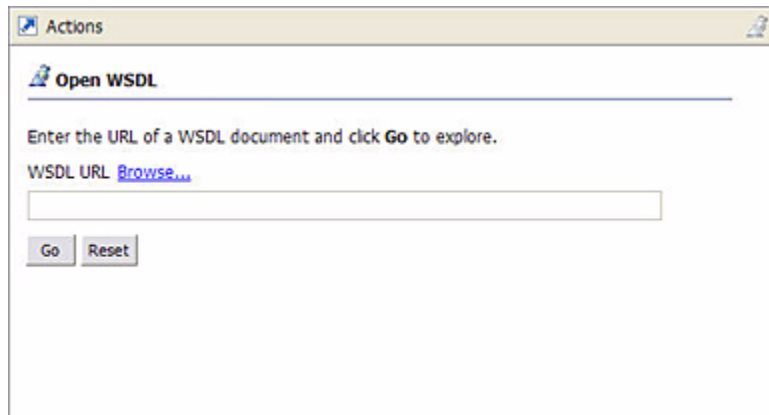 Actions
Open WSDL
Enter the URL of a WSDL document and click Go to explore.
WSDL URL Browse...
Go Reset